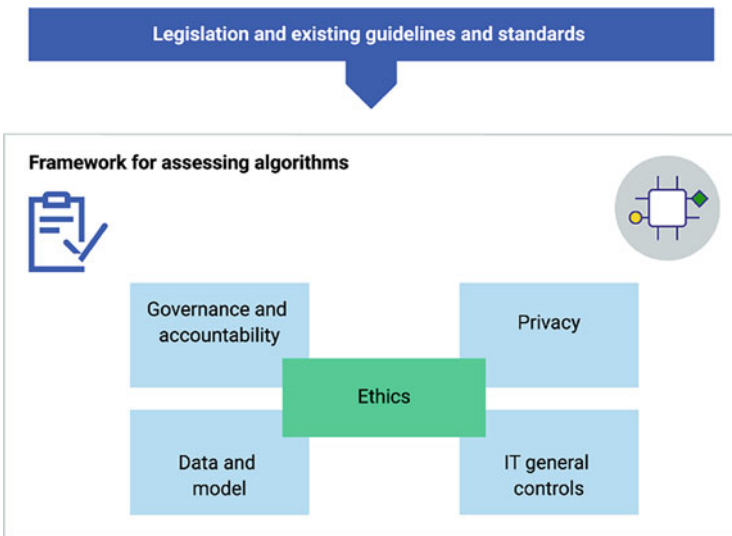 Legislation and existing guidelines and standards
Framework for assessing algorithms
Governance and
accountability
Privacy
Ethics
Data and
model
IT general
controls